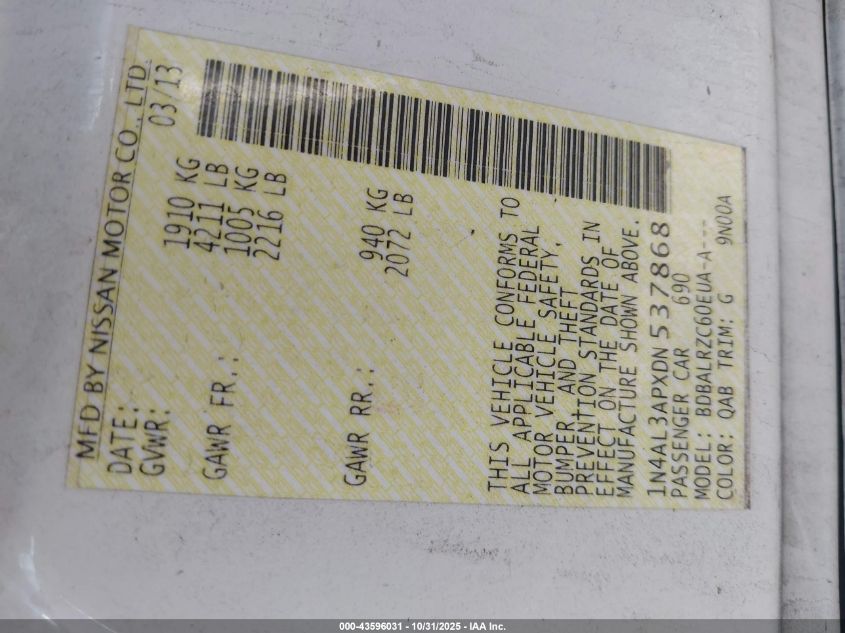 MFD BY NISSAN MOTOR CO., LTD.
DATE: 03/13
GVWR: 1910 KG
4211 LB
GAWR FR.: 1005 KG
2216 LB
GAWR RR.: 940 KG
2072 LB
THIS VEHICLE CONFORMS TO
ALL APPLICABLE FEDERAL
MOTOR VEHICLE SAFETY,
BUMPER, AND THEFT
PREVENTION STANDARDS IN
EFFECT ON THE DATE OF
MANUFACTURE SHOWN ABOVE.
1N4AL3APXDN537868
PASSENGER CAR 690
MODEL: BDBALRZC60EUA-A---
COLOR: QAB TRIM: G 9N00A
000-43596031 - 10/31/2025 - IAA Inc.